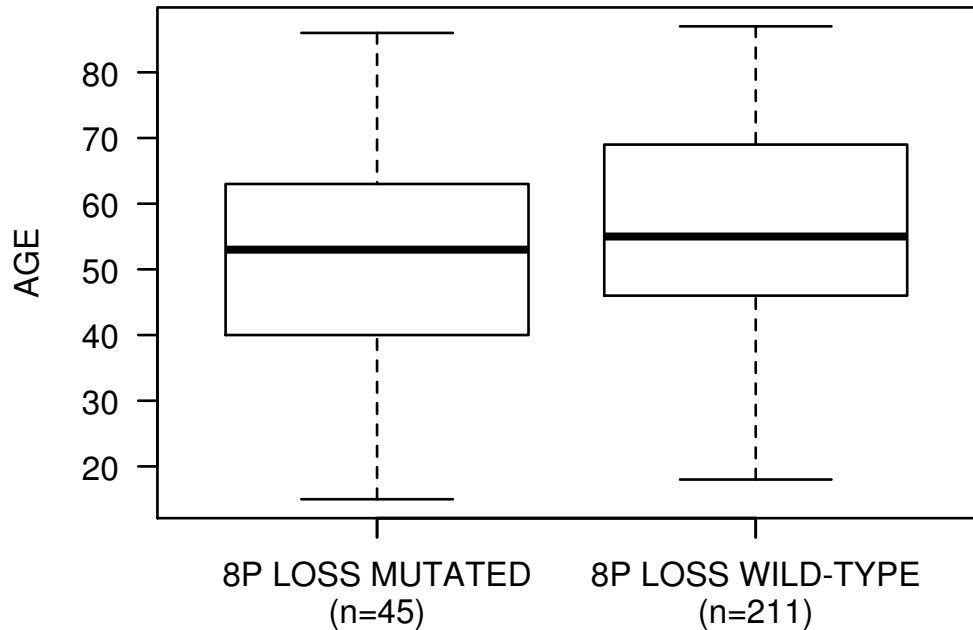 AGE
80
70
60
50
40
30
20
8P LOSS MUTATED
(n=45)
8P LOSS WILD-TYPE
(n=211)